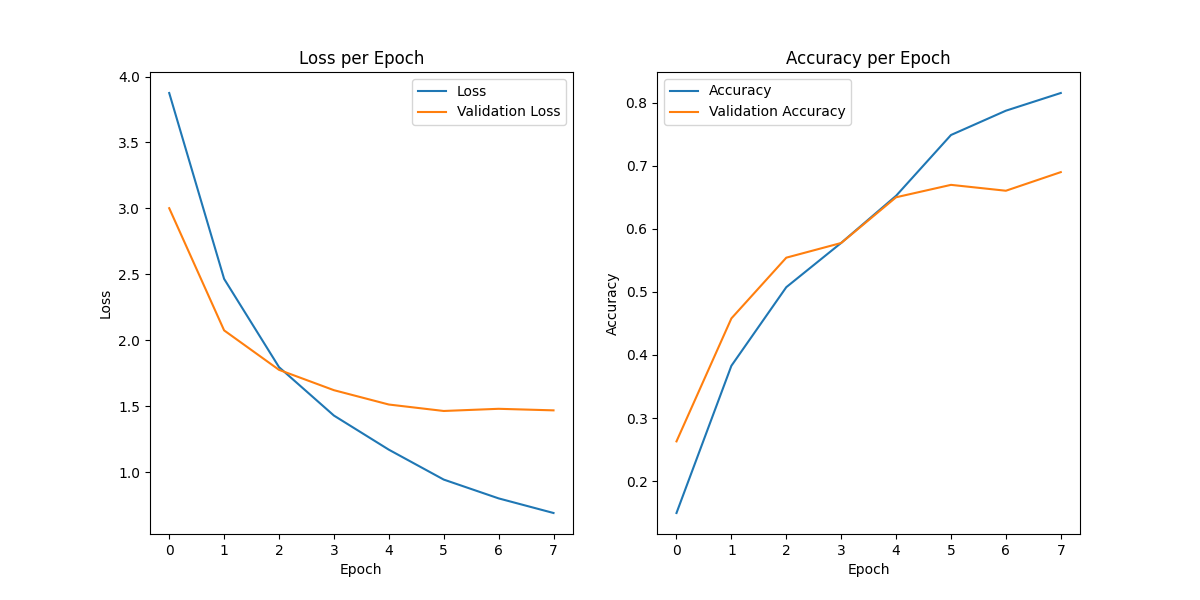 Loss per Epoch
4.0
3.5
3.0
2.5
2.0
1.5
1.0
Loss
Loss
Validation Loss
0 1 2 3 4 5 6 7
Epoch
Accuracy per Epoch
0.8
0.7
0.6
0.5
0.4
0.3
0.2
Accuracy
Accuracy
Validation Accuracy
0 1 2 3 4 5 6 7
Epoch